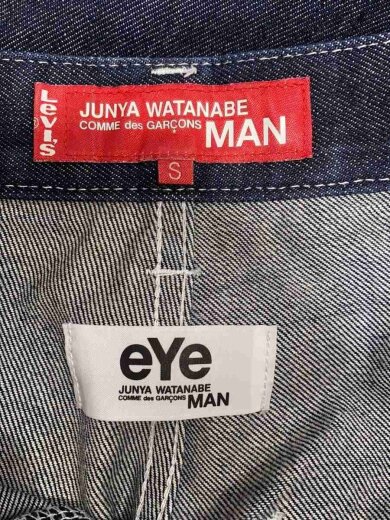 Levi's
®
JUNYA WATANABE
COMME des GARÇONS MAN
S
eYe
JUNYA WATANABE
COMME des GARÇONS MAN